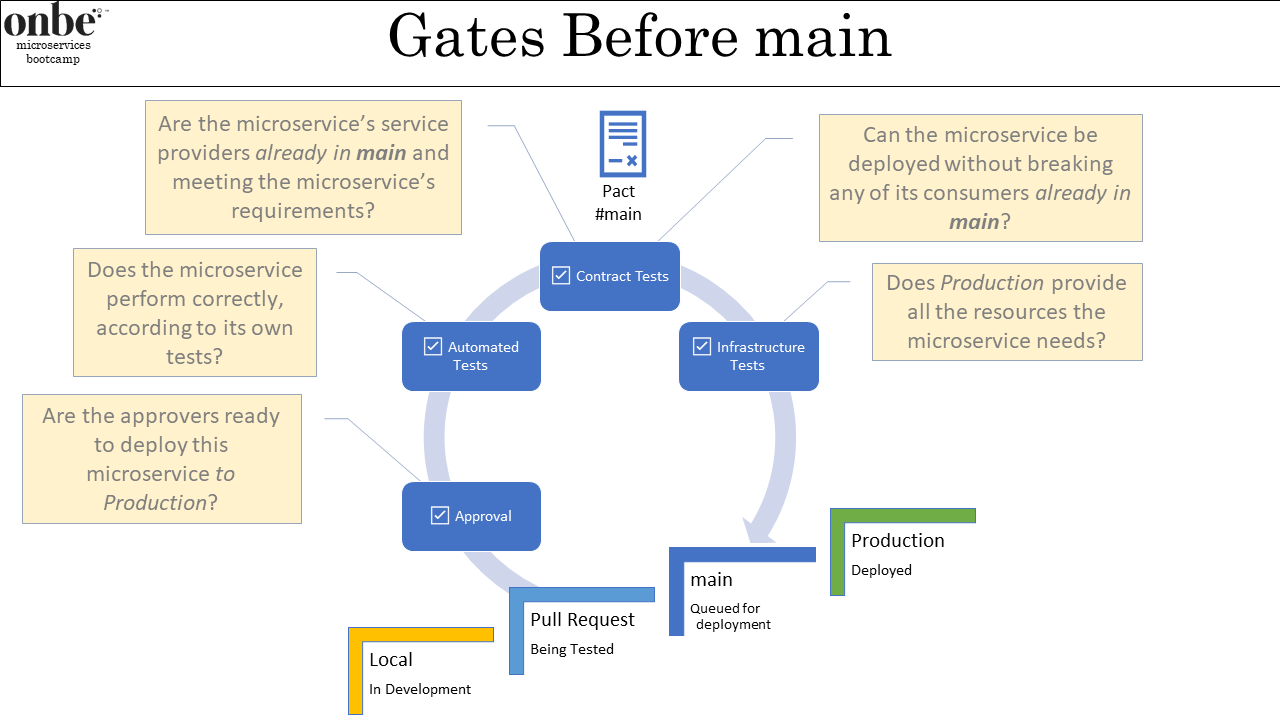 onbe
microservices
bootcamp
Gates Before main
Are the microservice's service
providers already in main and
meeting the microservice's
requirements?
Pact
#main
Can the microservice be
deployed without breaking
any of its consumers already in
main?
Does the microservice
perform correctly,
according to its own
tests?
Contract Tests
Does Production provide
all the resources the
microservice needs?
Automated
Tests
Infrastructure
Tests
Are the approvers ready
to deploy this
microservice to
Production?
Approval
Production
Deployed
main
Queued for
deployment
Pull Request
Being Tested
Local
In Development